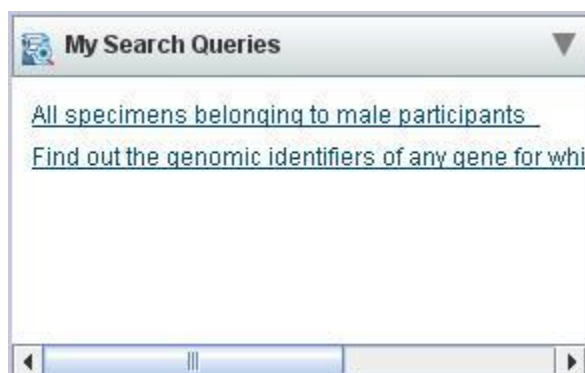 My Search Queries
All specimens belonging to male participants
Find out the genomic identifiers of any gene for whi